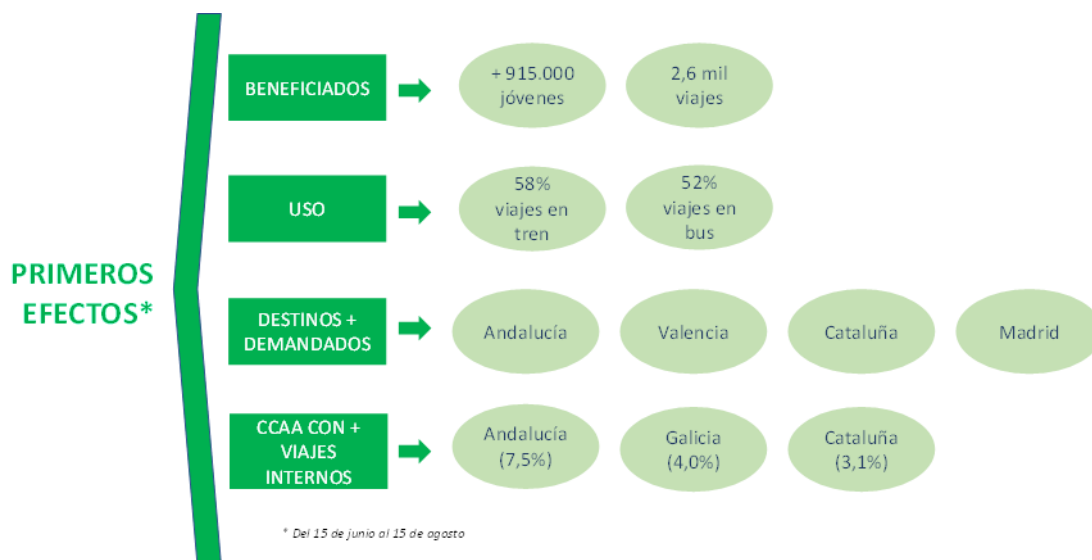 PRIMEROS
EFECTOS*
BENEFICIADOS
+ 915.000
jóvenes
2,6 mil
viajes
USO
58%
viajes en
tren
52%
viajes en
bus
DESTINOS +
DEMANDADOS
Andalucía
Valencia
Cataluña
Madrid
CCAA CON +
VIAJES
INTERNOS
Andalucía
(7,5%)
Galicia
(4,0%)
Cataluña
(3,1%)
* Del 15 de junio al 15 de agosto